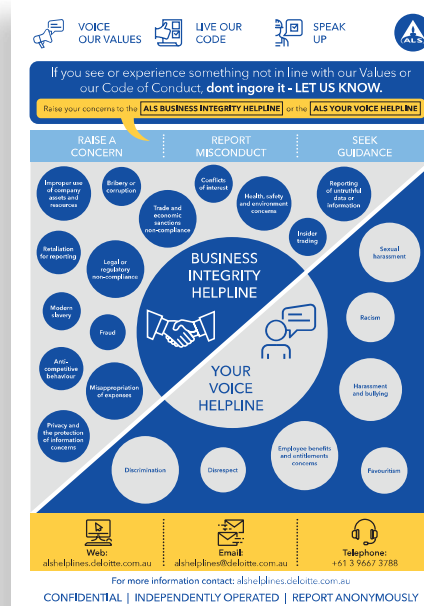 VOICE
OUR VALUES
LIVE OUR
CODE
SPEAK
UP
ALS
If you see or experience something not in line with our Values or
our Code of Conduct, dont ingore it - LET US KNOW.
Raise your concerns to the ALS BUSINESS INTEGRITY HELPLINE or the ALS YOUR VOICE HELPLINE
RAISE A
CONCERN
REPORT
MISCONDUCT
SEEK
GUIDANCE
Improper use
of company
assets and
resources
Bribery or
corruption
Trade and
economic
sanctions
non-compliance
Conflicts
of interest
Health, safety
and environment
concerns
Reporting
of untruthful
data or
information
Insider
trading
Retaliation
for reporting
Legal or
regulatory
non-compliance
Modern
slavery
Fraud
Anti-
competitive
behaviour
Misappropriation
of expenses
Privacy and
the protection
of information
concerns
BUSINESS
INTEGRITY
HELPLINE
YOUR
VOICE
HELPLINE
Sexual
harassment
Racism
Harassment
and bullying
Favouritism
Employee benefits
and entitlements
concerns
Disrespect
Discrimination
Web:
alshelplines.deloitte.com.au
Email:
alshelplines@deloitte.com.au
Telephone:
+61 3 9667 3788
For more information contact: alshelplines.deloitte.com.au
CONFIDENTIAL | INDEPENDENTLY OPERATED | REPORT ANONYMOUSLY